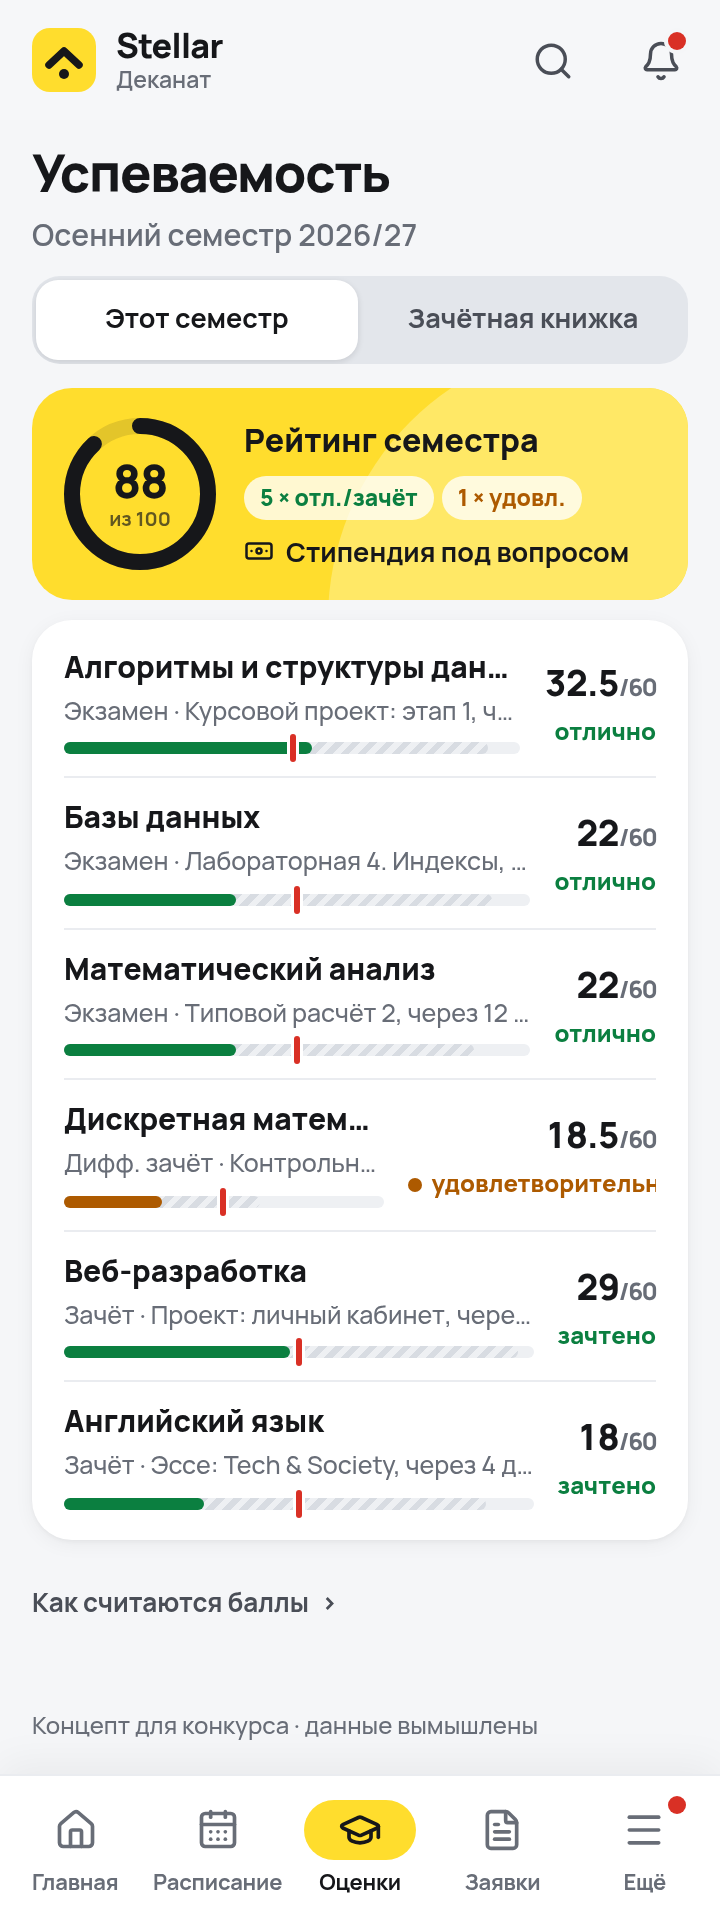 Stellar
Деканат
Успеваемость
Осенний семестр 2026/27
Этот семестр
Зачётная книжка
88
из 100
Рейтинг семестра
5 × отл./зачёт
1 × удовл.
Стипендия под вопросом
Алгоритмы и структуры дан...
32.5/60
Экзамен · Курсовой проект: этап 1, ч...
отлично
Базы данных
22/60
Экзамен · Лабораторная 4. Индексы, ...
отлично
Математический анализ
22/60
Экзамен · Типовой расчёт 2, через 12 ...
отлично
Дискретная матем...
18.5/60
Дифф. зачёт · Контрольн...
удовлетворительн
Веб-разработка
29/60
Зачёт · Проект: личный кабинет, чере...
зачтено
Английский язык
18/60
Зачёт · Эссе: Tech & Society, через 4 д...
зачтено
Как считаются баллы
Концепт для конкурса · данные вымышлены
Главная
Расписание
Оценки
Заявки
Ещё